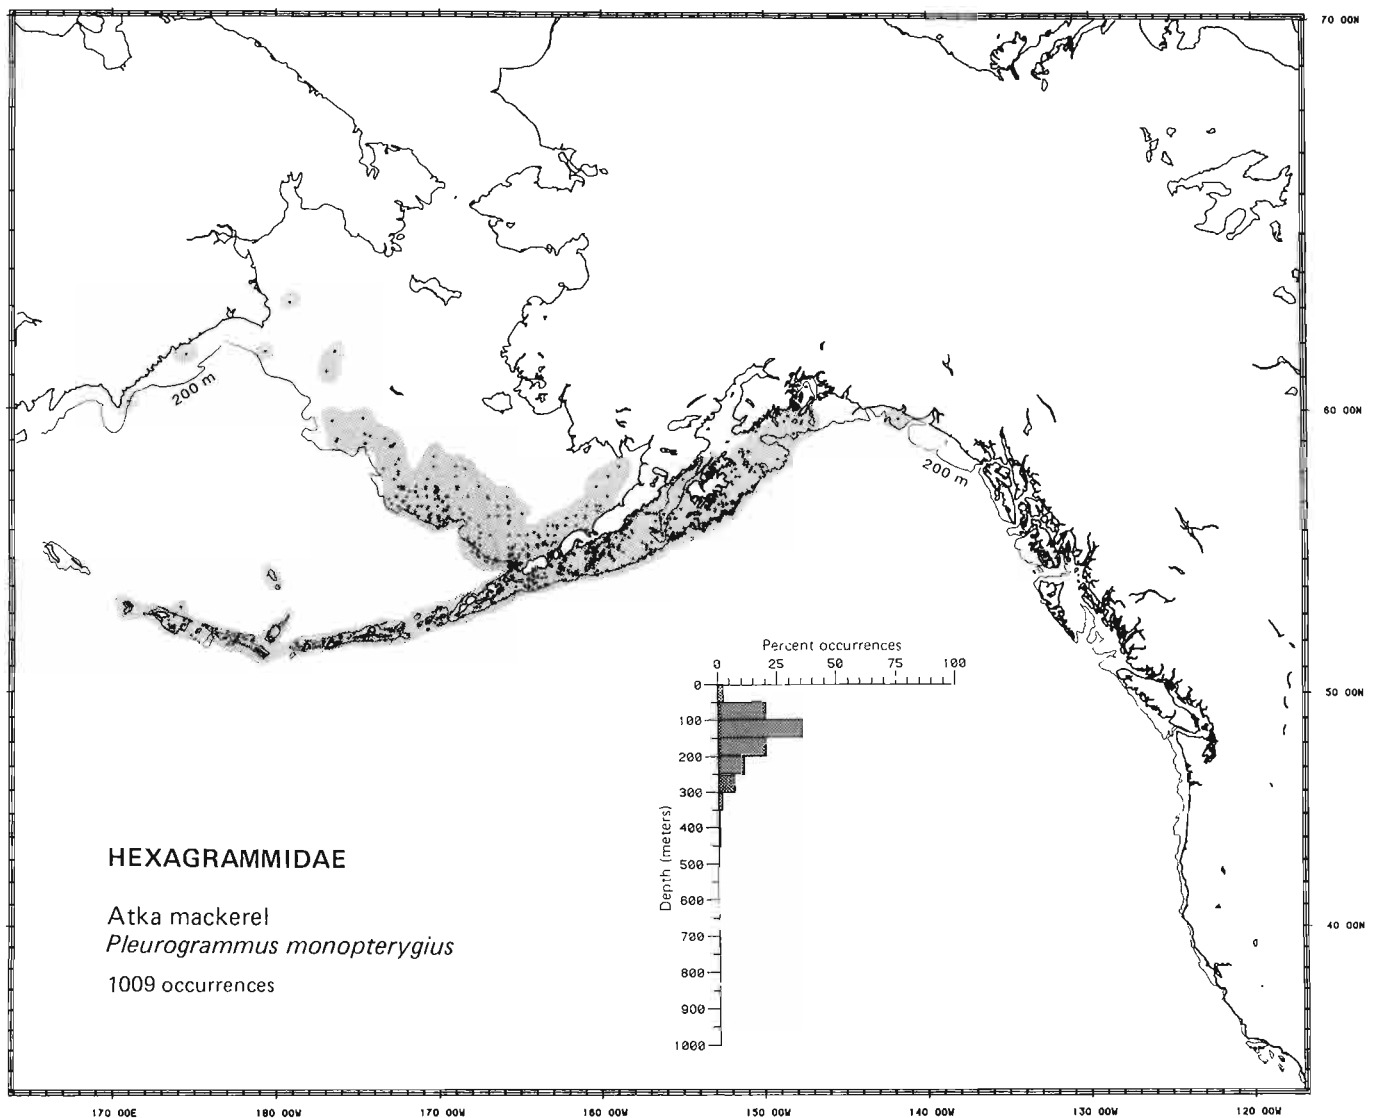 70 00N
200 m
60 00N
200 m
50 00N
Percent occurrences
0 25 50 75 100
0
100
200
300
400
500
600
700
800
900
1000
Depth (meters)
HEXAGRAMMIDAE
Atka mackerel
Pleurogrammus monopterygius
1009 occurrences
40 00N
170 00E 180 00W 170 00W 160 00W 150 00W 140 00W 130 00W 120 00W